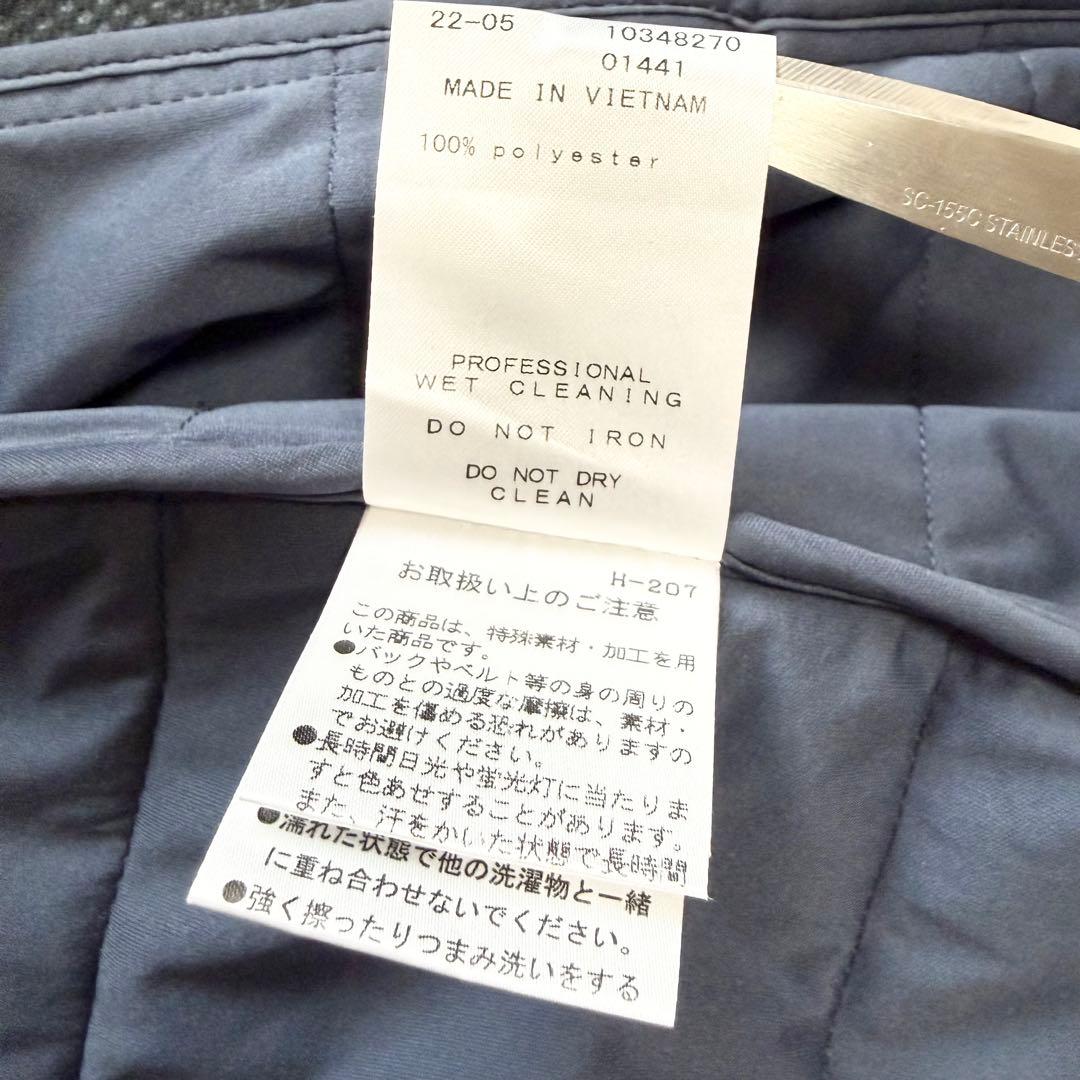 22-05 10348270
01441
MADE IN VIETNAM
100% polyester
PROFESSIONAL
WET CLEANING
DO NOT IRON
DO NOT DRY
CLEAN
H-207
お取扱い上のご注意
この商品は、特殊素材・加工を用
いた商品です。
●バックやベルト等の身の周りの
ものとの過度な摩擦は、素材・
加工を傷める恐れがありますの
でお避けください。
●長時間日光や蛍光灯に当たりま
すと色あせすることがあります。
また、汗をかいた状態で長時間
●濡れた状態で他の洗濯物と一緒
に重ね合わせないでください。
●強く擦ったりつまみ洗いをする
SC-155C STAINLES